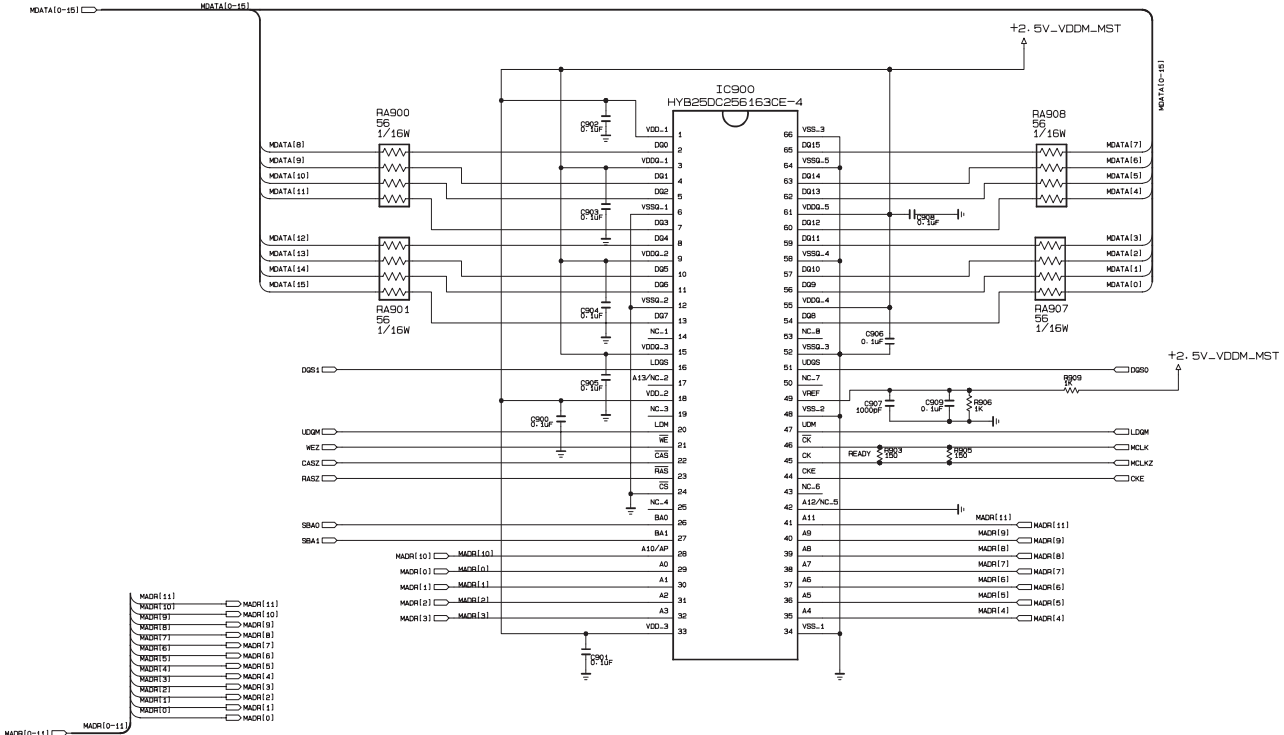 MDATA[0-15]
MDATA[0-15]
+2.5V_VDDM_MST
MDATA[0-15]
IC900
HYB25DC256163CE-4
RA900
56
1/16W
MDATA[8]
MDATA[9]
MDATA[10]
MDATA[11]
MDATA[12]
MDATA[13]
MDATA[14]
MDATA[15]
RA901
56
1/16W
C902
0.1uF
C903
0.1uF
C904
0.1uF
C905
0.1uF
C900
0.1uF
C901
0.1uF
VDD_1 1
DQ0 2
VDDQ_1 3
DQ1 4
DQ2 5
VSSQ_1 6
DQ3 7
DQ4 8
VDDQ_2 9
DQ5 10
DQ6 11
VSSQ_2 12
DQ7 13
NC_1 14
VDDQ_3 15
LDQS 16
A13/NC_2 17
VDD_2 18
NC_3 19
LDM 20
WE 21
CAS 22
RAS 23
CS 24
NC_4 25
BA0 26
BA1 27
A10/AP 28
A0 29
A1 30
A2 31
A3 32
VDD_3 33
66 VSS_3
65 DQ15
64 VSSQ_5
63 DQ14
62 DQ13
61 VDDQ_5
60 DQ12
59 DQ11
58 VSSQ_4
57 DQ10
56 DQ9
55 VDDQ_4
54 DQ8
53 NC_8
52 VSSQ_3
51 UDQS
50 NC_7
49 VREF
48 VSS_2
47 UDM
46 CK
45 CK
44 CKE
43 NC_6
42 A12/NC_5
41 A11
40 A9
39 A8
38 A7
37 A6
36 A5
35 A4
34 VSS_1
RA908
56
1/16W
MDATA[7]
MDATA[6]
MDATA[5]
MDATA[4]
C908
0.1uF
MDATA[3]
MDATA[2]
MDATA[1]
MDATA[0]
RA907
56
1/16W
C906
0.1uF
+2.5V_VDDM_MST
DQS1
DQS0
R909
1K
C907
1000pF
C909
0.1uF
R906
1K
UDQM
WEZ
CASZ
RASZ
LDQM
MCLK
MCLKZ
CKE
READY
R903
150
R905
150
SBA0
SBA1
MADR[10] MADR[10]
MADR[0] MADR[0]
MADR[1] MADR[1]
MADR[2] MADR[2]
MADR[3] MADR[3]
MADR[11] MADR[11]
MADR[9] MADR[9]
MADR[8] MADR[8]
MADR[7] MADR[7]
MADR[6] MADR[6]
MADR[5] MADR[5]
MADR[4] MADR[4]
MADR[11] MADR[11]
MADR[10] MADR[10]
MADR[9] MADR[9]
MADR[8] MADR[8]
MADR[7] MADR[7]
MADR[6] MADR[6]
MADR[5] MADR[5]
MADR[4] MADR[4]
MADR[3] MADR[3]
MADR[2] MADR[2]
MADR[1] MADR[1]
MADR[0] MADR[0]
MADR[0-11] MADR[0-11]